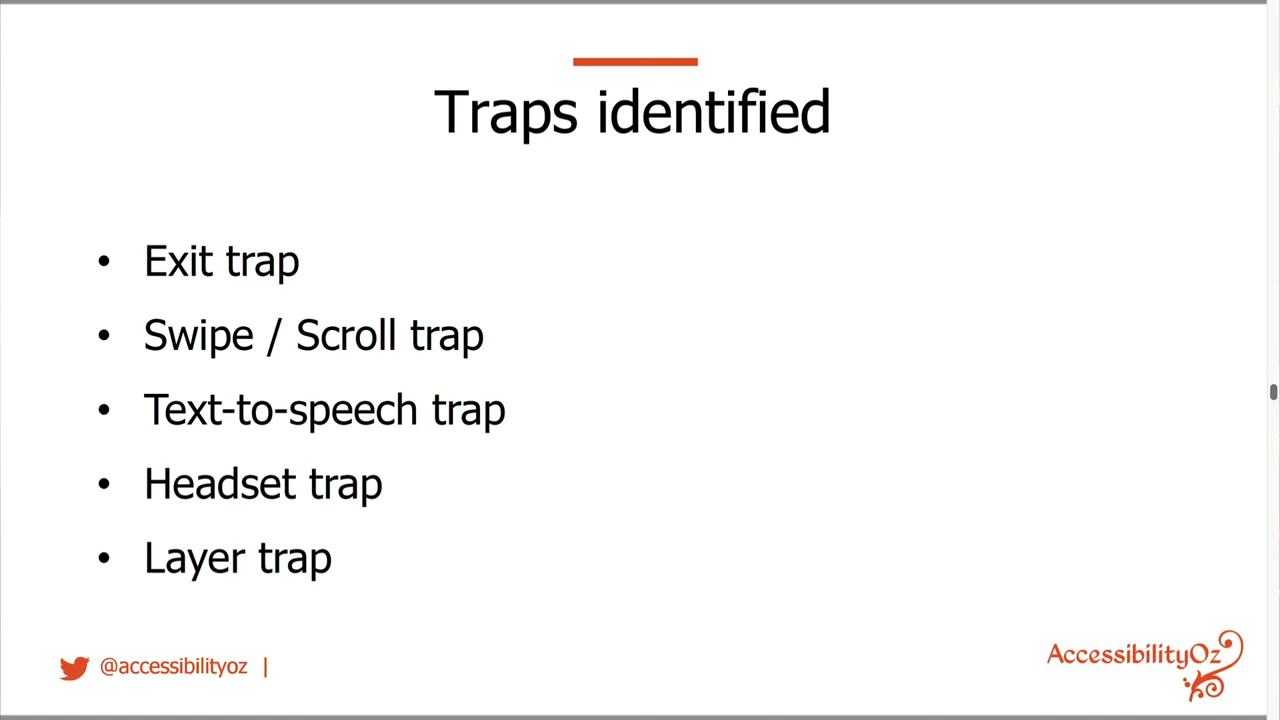 Traps identified
• Exit trap
• Swipe / Scroll trap
• Text-to-speech trap
• Headset trap
• Layer trap
@accessibilityoz |
AccessibilityOz